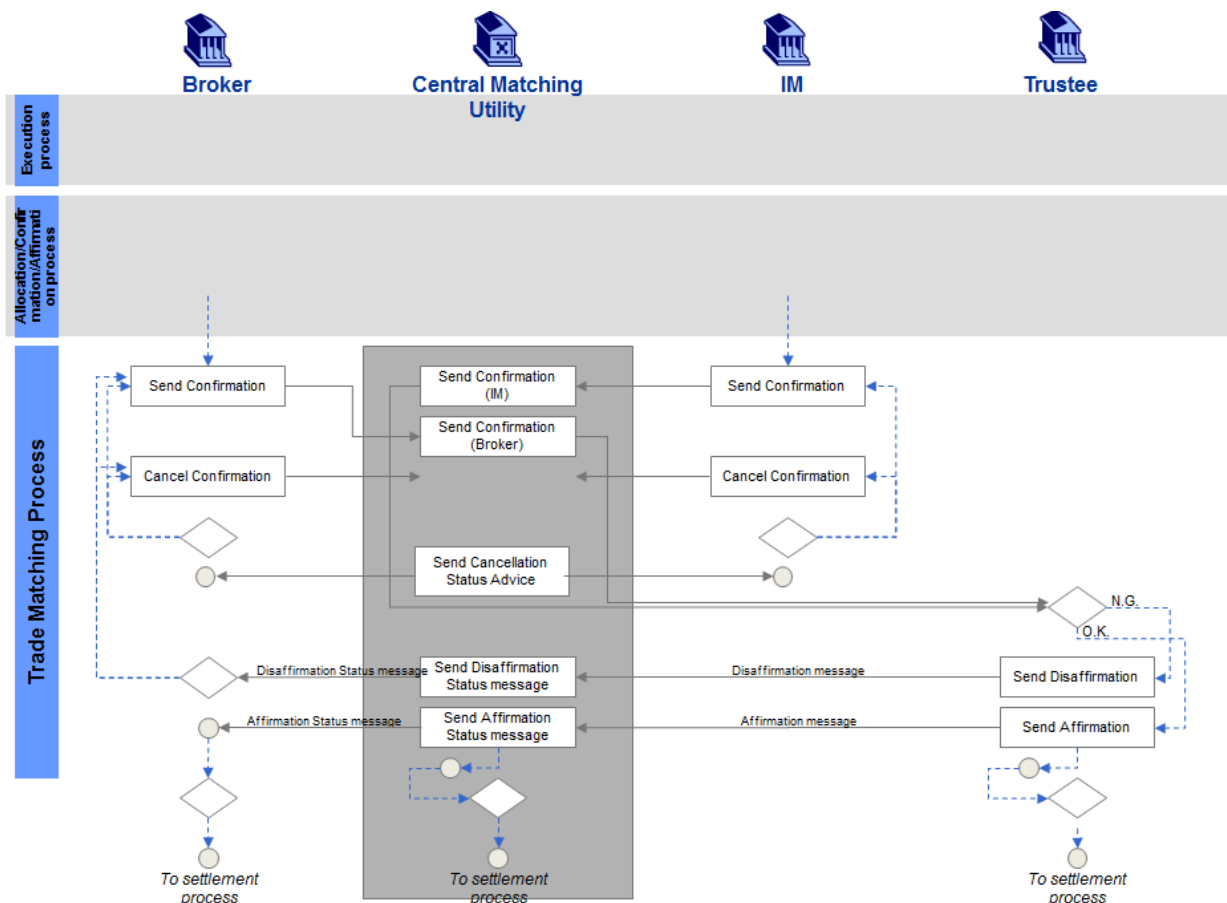 Broker
Central Matching
Utility
IM
Trustee
Execution
process
Allocation/Confir
mation/Affirmati
on process
Trade Matching Process
Send Confirmation
Send Confirmation
(IM)
Send Confirmation
Send Confirmation
(Broker)
Cancel Confirmation
Cancel Confirmation
Send Cancellation
Status Advice
N.G.
O.K.
Disaffirmation Status message
Send Disaffirmation
Status message
Disaffirmation message
Send Disaffirmation
Affirmation Status message
Send Affirmation
Status message
Affirmation message
Send Affirmation
To settlement
process
To settlement
process
To settlement
process